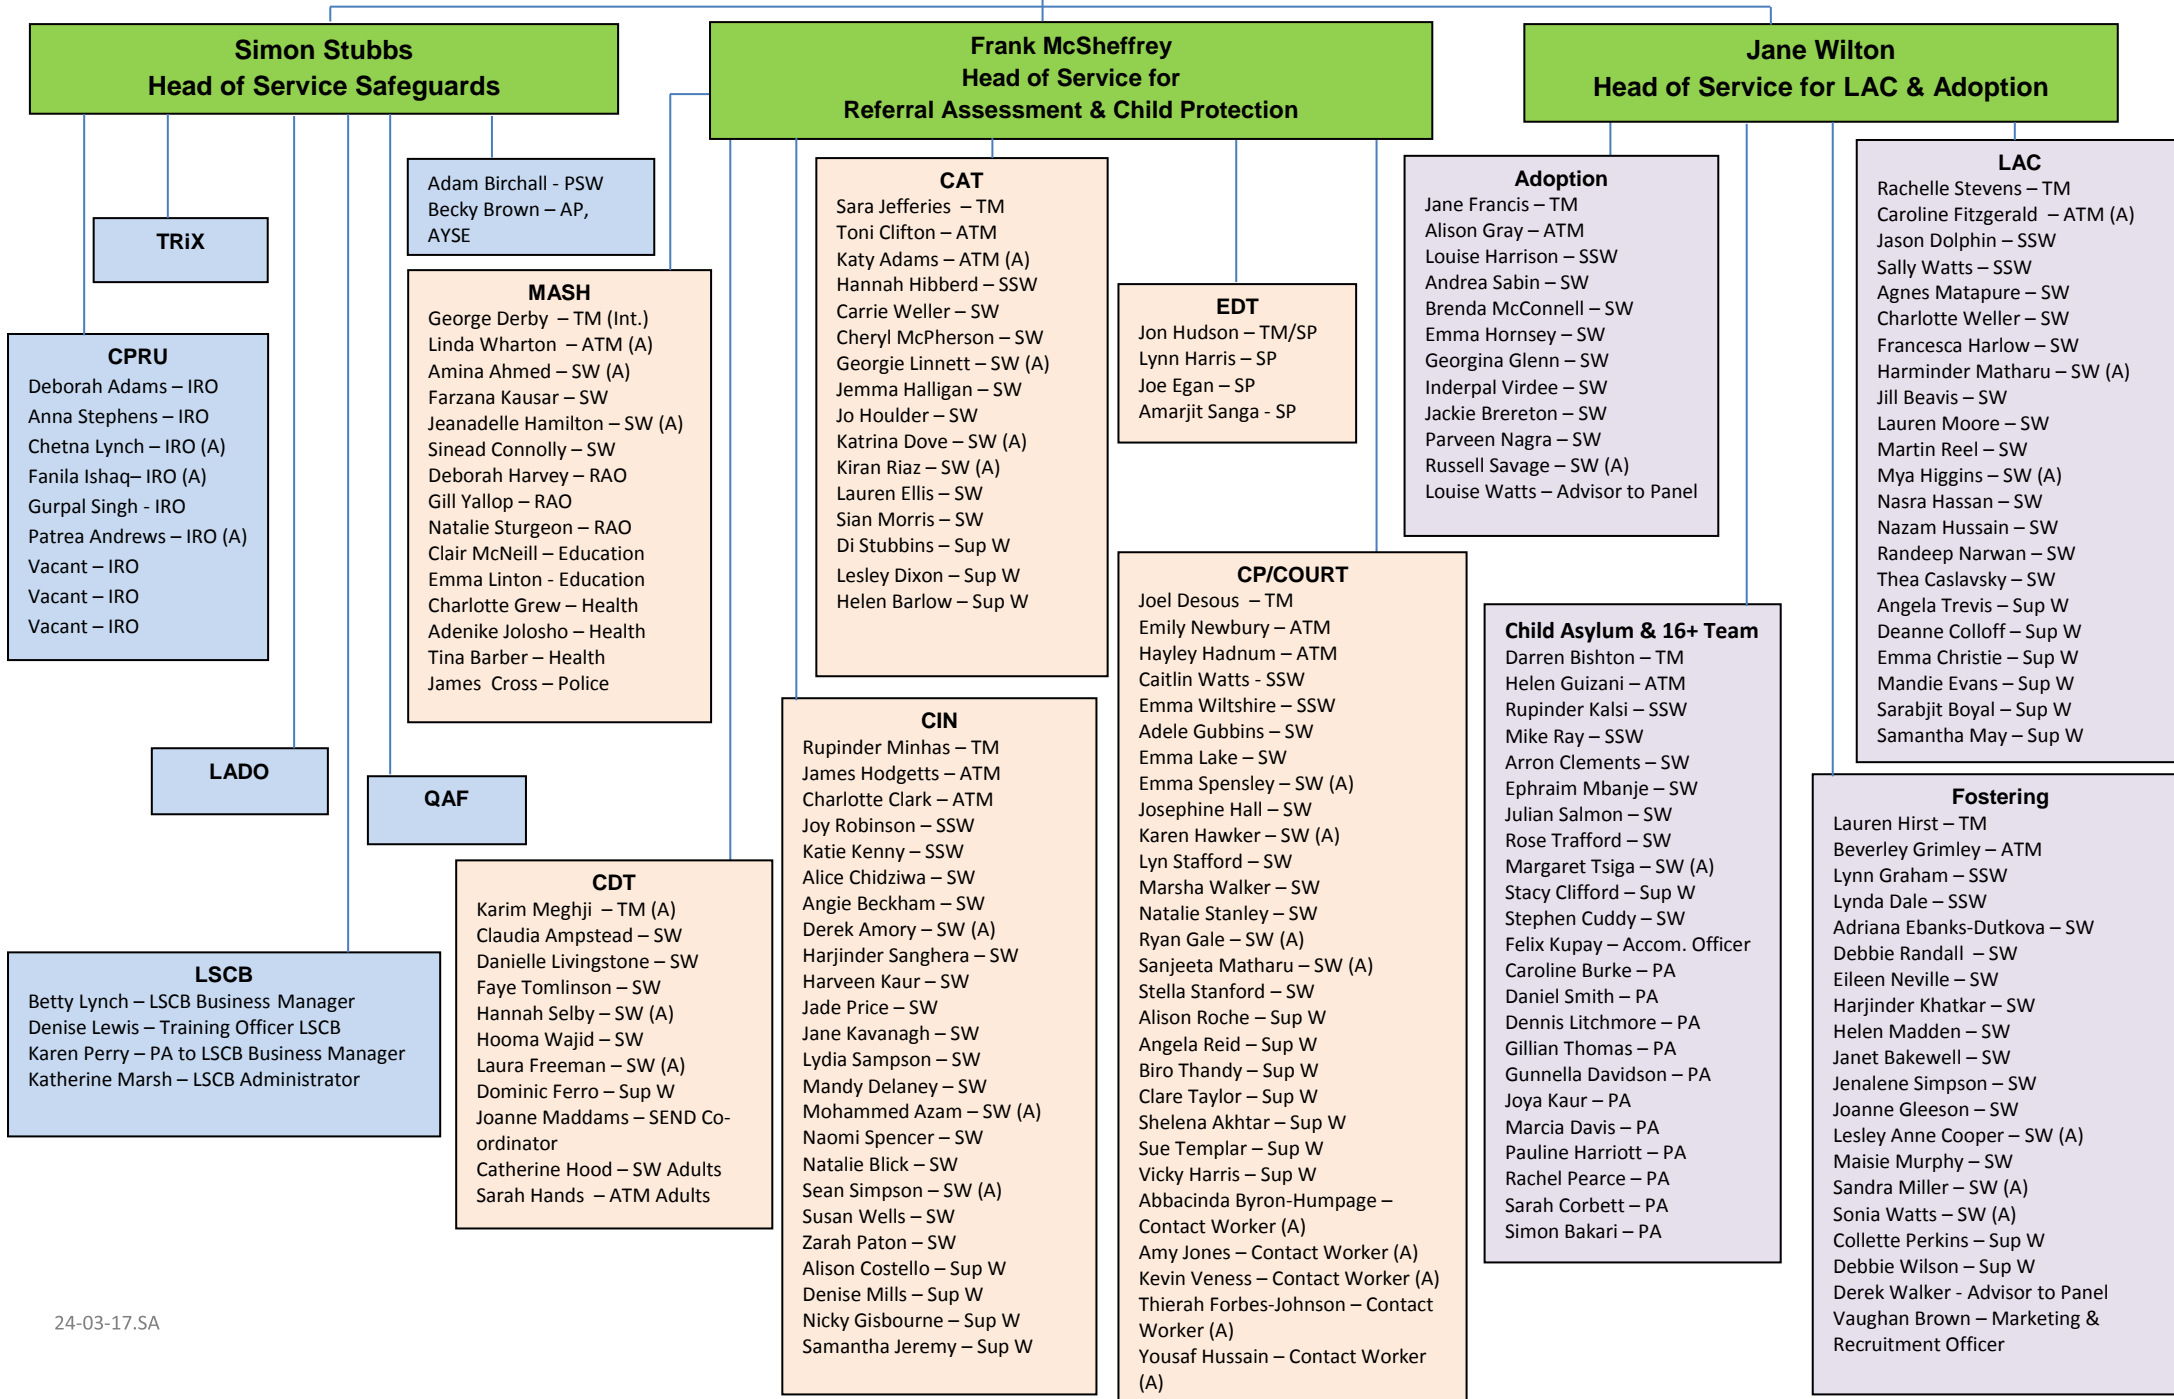 Simon Stubbs
Head of Service Safeguards
Frank McSheffrey
Head of Service for
Referral Assessment & Child Protection
Jane Wilton
Head of Service for LAC & Adoption
TRiX
Adam Birchall - PSW
Becky Brown – AP,
AYSE
CPRU
Deborah Adams – IRO
Anna Stephens – IRO
Chetna Lynch – IRO (A)
Fanila Ishaq– IRO (A)
Gurpal Singh - IRO
Patrea Andrews – IRO (A)
Vacant – IRO
Vacant – IRO
Vacant – IRO
LADO
QAF
LSCB
Betty Lynch – LSCB Business Manager
Denise Lewis – Training Officer LSCB
Karen Perry – PA to LSCB Business Manager
Katherine Marsh – LSCB Administrator
MASH
George Derby – TM (Int.)
Linda Wharton – ATM (A)
Amina Ahmed – SW (A)
Farzana Kausar – SW
Jeanadelle Hamilton – SW (A)
Sinead Connolly – SW
Deborah Harvey – RAO
Gill Yallop – RAO
Natalie Sturgeon – RAO
Clair McNeill – Education
Emma Linton - Education
Charlotte Grew – Health
Adenike Jolosho – Health
Tina Barber – Health
James Cross – Police
CDT
Karim Meghji – TM (A)
Claudia Ampstead – SW
Danielle Livingstone – SW
Faye Tomlinson – SW
Hannah Selby – SW (A)
Hooma Wajid – SW
Laura Freeman – SW (A)
Dominic Ferro – Sup W
Joanne Maddams – SEND Co-
ordinator
Catherine Hood – SW Adults
Sarah Hands – ATM Adults
CAT
Sara Jefferies – TM
Toni Clifton – ATM
Katy Adams – ATM (A)
Hannah Hibberd – SSW
Carrie Weller – SW
Cheryl McPherson – SW
Georgie Linnett – SW (A)
Jemma Halligan – SW
Jo Houlder – SW
Katrina Dove – SW (A)
Kiran Riaz – SW (A)
Lauren Ellis – SW
Sian Morris – SW
Di Stubbins – Sup W
Lesley Dixon – Sup W
Helen Barlow – Sup W
CIN
Rupinder Minhas – TM
James Hodgetts – ATM
Charlotte Clark – ATM
Joy Robinson – SSW
Katie Kenny – SSW
Alice Chidziwa – SW
Angie Beckham – SW
Derek Amory – SW (A)
Harjinder Sanghera – SW
Harveen Kaur – SW
Jade Price – SW
Jane Kavanagh – SW
Lydia Sampson – SW
Mandy Delaney – SW
Mohammed Azam – SW (A)
Naomi Spencer – SW
Natalie Blick – SW
Sean Simpson – SW (A)
Susan Wells – SW
Zarah Paton – SW
Alison Costello – Sup W
Denise Mills – Sup W
Nicky Gisbourne – Sup W
Samantha Jeremy – Sup W
EDT
Jon Hudson – TM/SP
Lynn Harris – SP
Joe Egan – SP
Amarjit Sanga - SP
CP/COURT
Joel Desous – TM
Emily Newbury – ATM
Hayley Hadnum – ATM
Caitlin Watts - SSW
Emma Wiltshire – SSW
Adele Gubbins – SW
Emma Lake – SW
Emma Spensley – SW (A)
Josephine Hall – SW
Karen Hawker – SW (A)
Lyn Stafford – SW
Marsha Walker – SW
Natalie Stanley – SW
Ryan Gale – SW (A)
Sanjeeta Matharu – SW (A)
Stella Stanford – SW
Alison Roche – Sup W
Angela Reid – Sup W
Biro Thandy – Sup W
Clare Taylor – Sup W
Shelena Akhtar – Sup W
Sue Templar – Sup W
Vicky Harris – Sup W
Abbacinda Byron-Humpage –
Contact Worker (A)
Amy Jones – Contact Worker (A)
Kevin Veness – Contact Worker (A)
Thierah Forbes-Johnson – Contact
Worker (A)
Yousaf Hussain – Contact Worker
(A)
Adoption
Jane Francis – TM
Alison Gray – ATM
Louise Harrison – SSW
Andrea Sabin – SW
Brenda McConnell – SW
Emma Hornsey – SW
Georgina Glenn – SW
Inderpal Virdee – SW
Jackie Brereton – SW
Parveen Nagra – SW
Russell Savage – SW (A)
Louise Watts – Advisor to Panel
Child Asylum & 16+ Team
Darren Bishton – TM
Helen Guizani – ATM
Rupinder Kalsi – SSW
Mike Ray – SSW
Arron Clements – SW
Ephraim Mbanje – SW
Julian Salmon – SW
Rose Trafford – SW
Margaret Tsiga – SW (A)
Stacy Clifford – Sup W
Stephen Cuddy – SW
Felix Kupay – Accom. Officer
Caroline Burke – PA
Daniel Smith – PA
Dennis Litchmore – PA
Gillian Thomas – PA
Gunnella Davidson – PA
Joya Kaur – PA
Marcia Davis – PA
Pauline Harriott – PA
Rachel Pearce – PA
Sarah Corbett – PA
Simon Bakari – PA
LAC
Rachelle Stevens – TM
Caroline Fitzgerald – ATM (A)
Jason Dolphin – SSW
Sally Watts – SSW
Agnes Matapure – SW
Charlotte Weller – SW
Francesca Harlow – SW
Harminder Matharu – SW (A)
Jill Beavis – SW
Lauren Moore – SW
Martin Reel – SW
Mya Higgins – SW (A)
Nasra Hassan – SW
Nazam Hussain – SW
Randeep Narwan – SW
Thea Caslavsky – SW
Angela Trevis – Sup W
Deanne Colloff – Sup W
Emma Christie – Sup W
Mandie Evans – Sup W
Sarabjit Boyal – Sup W
Samantha May – Sup W
Fostering
Lauren Hirst – TM
Beverley Grimley – ATM
Lynn Graham – SSW
Lynda Dale – SSW
Adriana Ebanks-Dutkova – SW
Debbie Randall – SW
Eileen Neville – SW
Harjinder Khatkar – SW
Helen Madden – SW
Janet Bakewell – SW
Jenalene Simpson – SW
Joanne Gleeson – SW
Lesley Anne Cooper – SW (A)
Maisie Murphy – SW
Sandra Miller – SW (A)
Sonia Watts – SW (A)
Collette Perkins – Sup W
Debbie Wilson – Sup W
Derek Walker - Advisor to Panel
Vaughan Brown – Marketing &
Recruitment Officer
24-03-17.SA